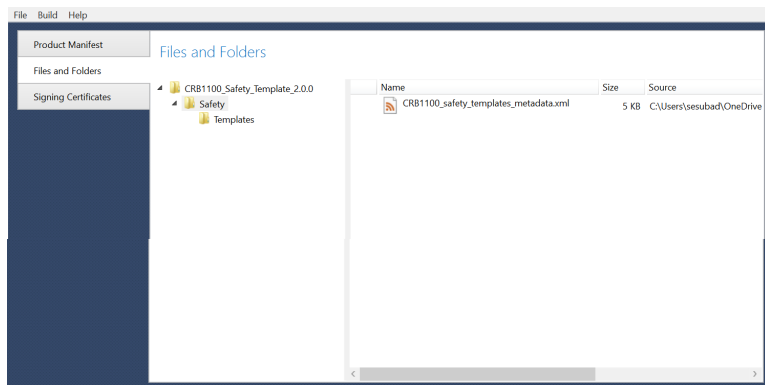 File Build Help
Product Manifest
Files and Folders
Signing Certificates
Files and Folders
CRB1100_Safety_Template_2.0.0
Safety
Templates
Name Size Source
CRB1100_safety_templates_metadata.xml 5 KB C:\Users\sesubad\OneDrive